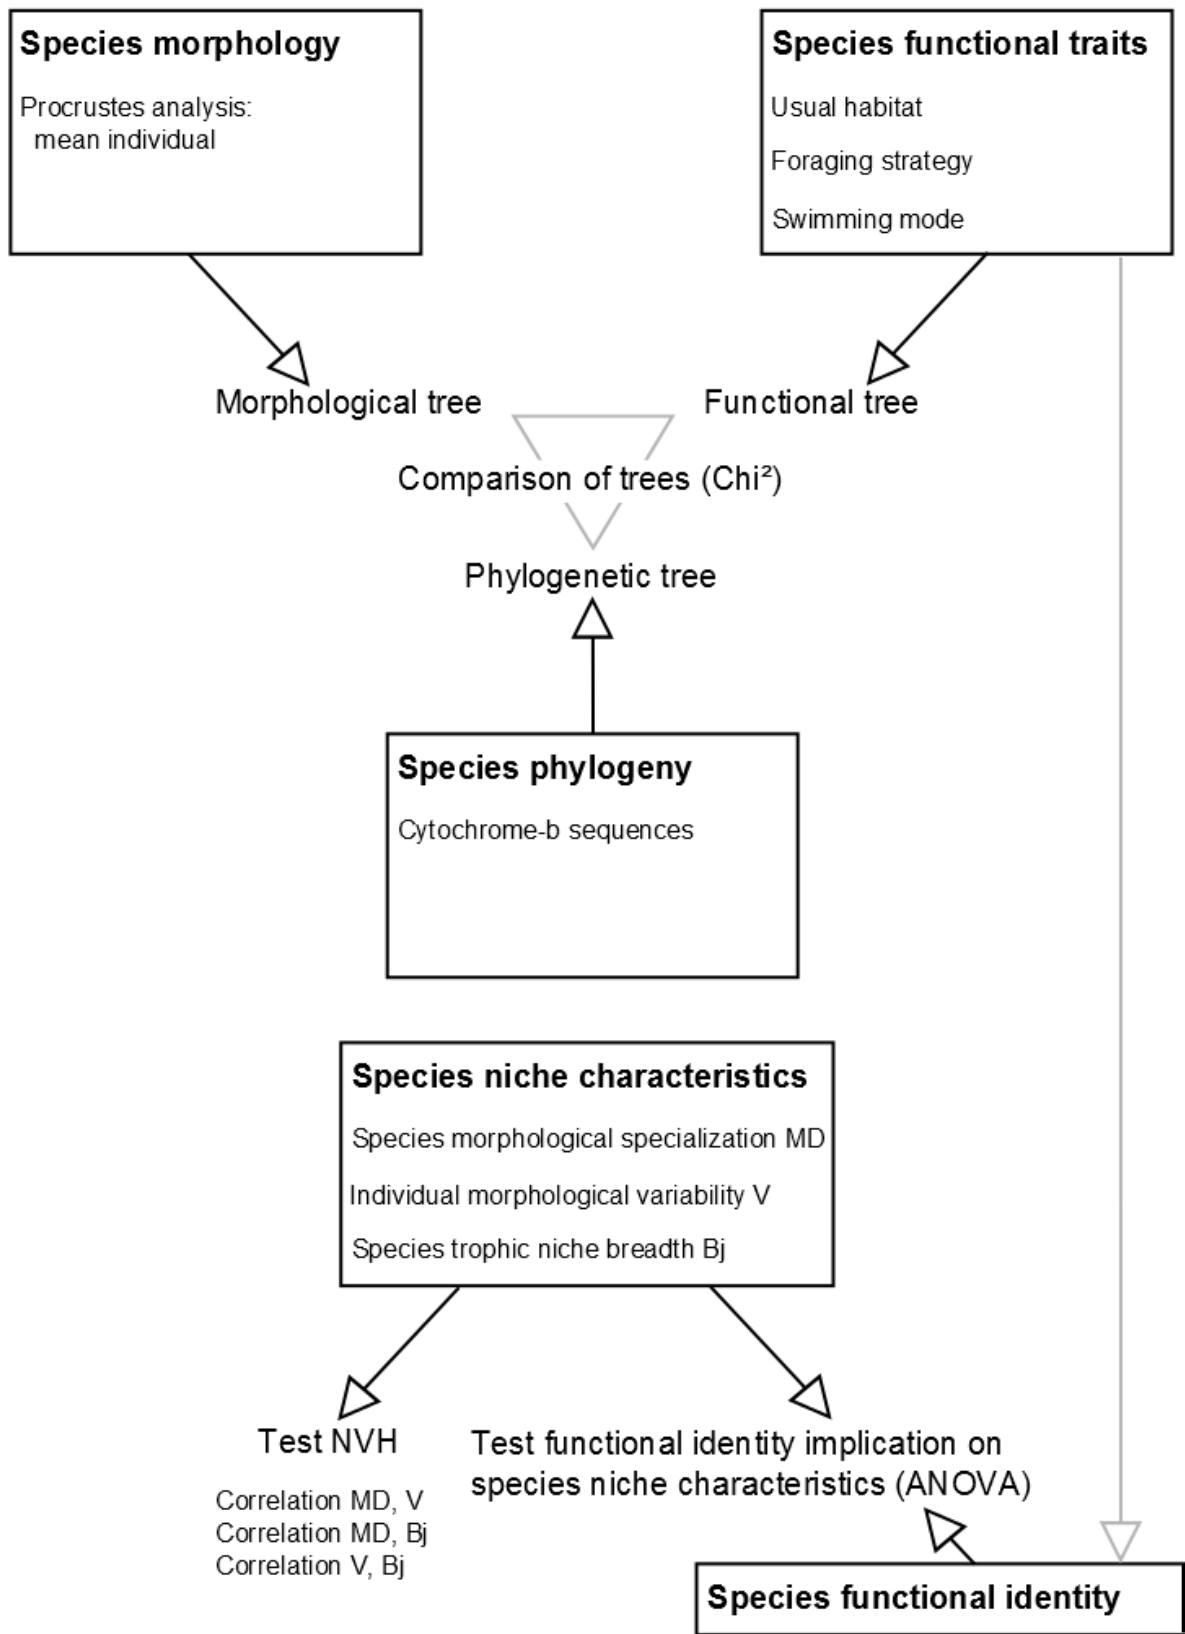 Species morphology
Procrustes analysis:
mean individual
Species functional traits
Usual habitat
Foraging strategy
Swimming mode
Morphological tree
Functional tree
Comparison of trees (Chi²)
Phylogenetic tree
Species phylogeny
Cytochrome-b sequences
Species niche characteristics
Species morphological specialization MD
Individual morphological variability V
Species trophic niche breadth Bj
Test NVH
Correlation MD, V
Correlation MD, Bj
Correlation V, Bj
Test functional identity implication on
species niche characteristics (ANOVA)
Species functional identity